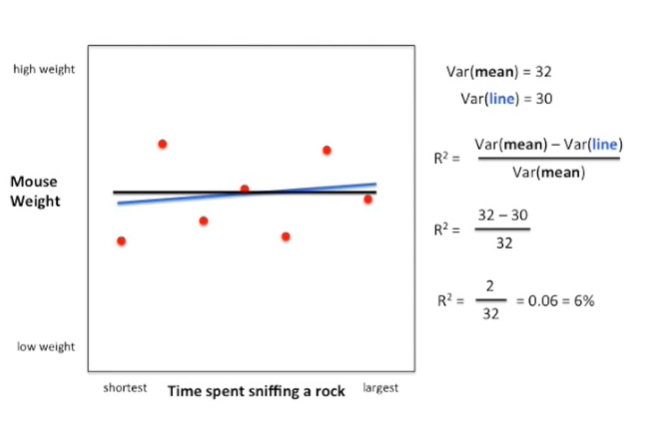 high weight
Mouse
Weight
low weight
shortest
Time spent sniffing a rock
largest
Var(mean) = 32
Var(line) = 30
R² = Var(mean) – Var(line)
Var(mean)
R² = 32 – 30
32
R² = 2 = 0.06 = 6%
32